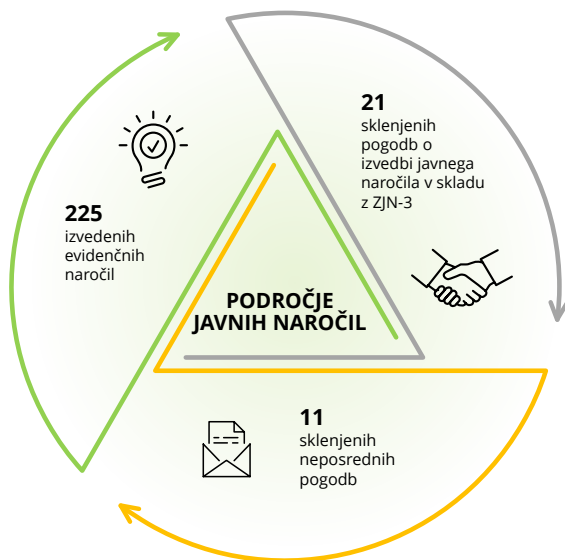 21
sklenjenih
pogodb o
izvedbi javnega
naročila v skladu
z ZJN-3
225
izvedenih
evidenčnih
naročil
PODROČJE
JAVNIH NAROČIL
11
sklenjenih
neposrednih
pogodb